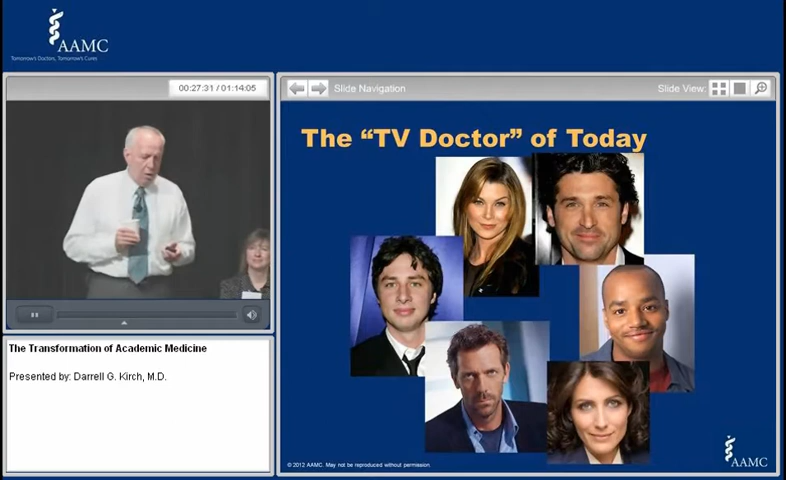 AAMC
Tomorrow's Doctors, Tomorrow's Cures
00:27:31 / 01:14:05
Slide Navigation
Slide View:
The “TV Doctor” of Today
The Transformation of Academic Medicine
Presented by: Darrell G. Kirch, M.D.
© 2012 AAMC. May not be reproduced without permission.
AAMC